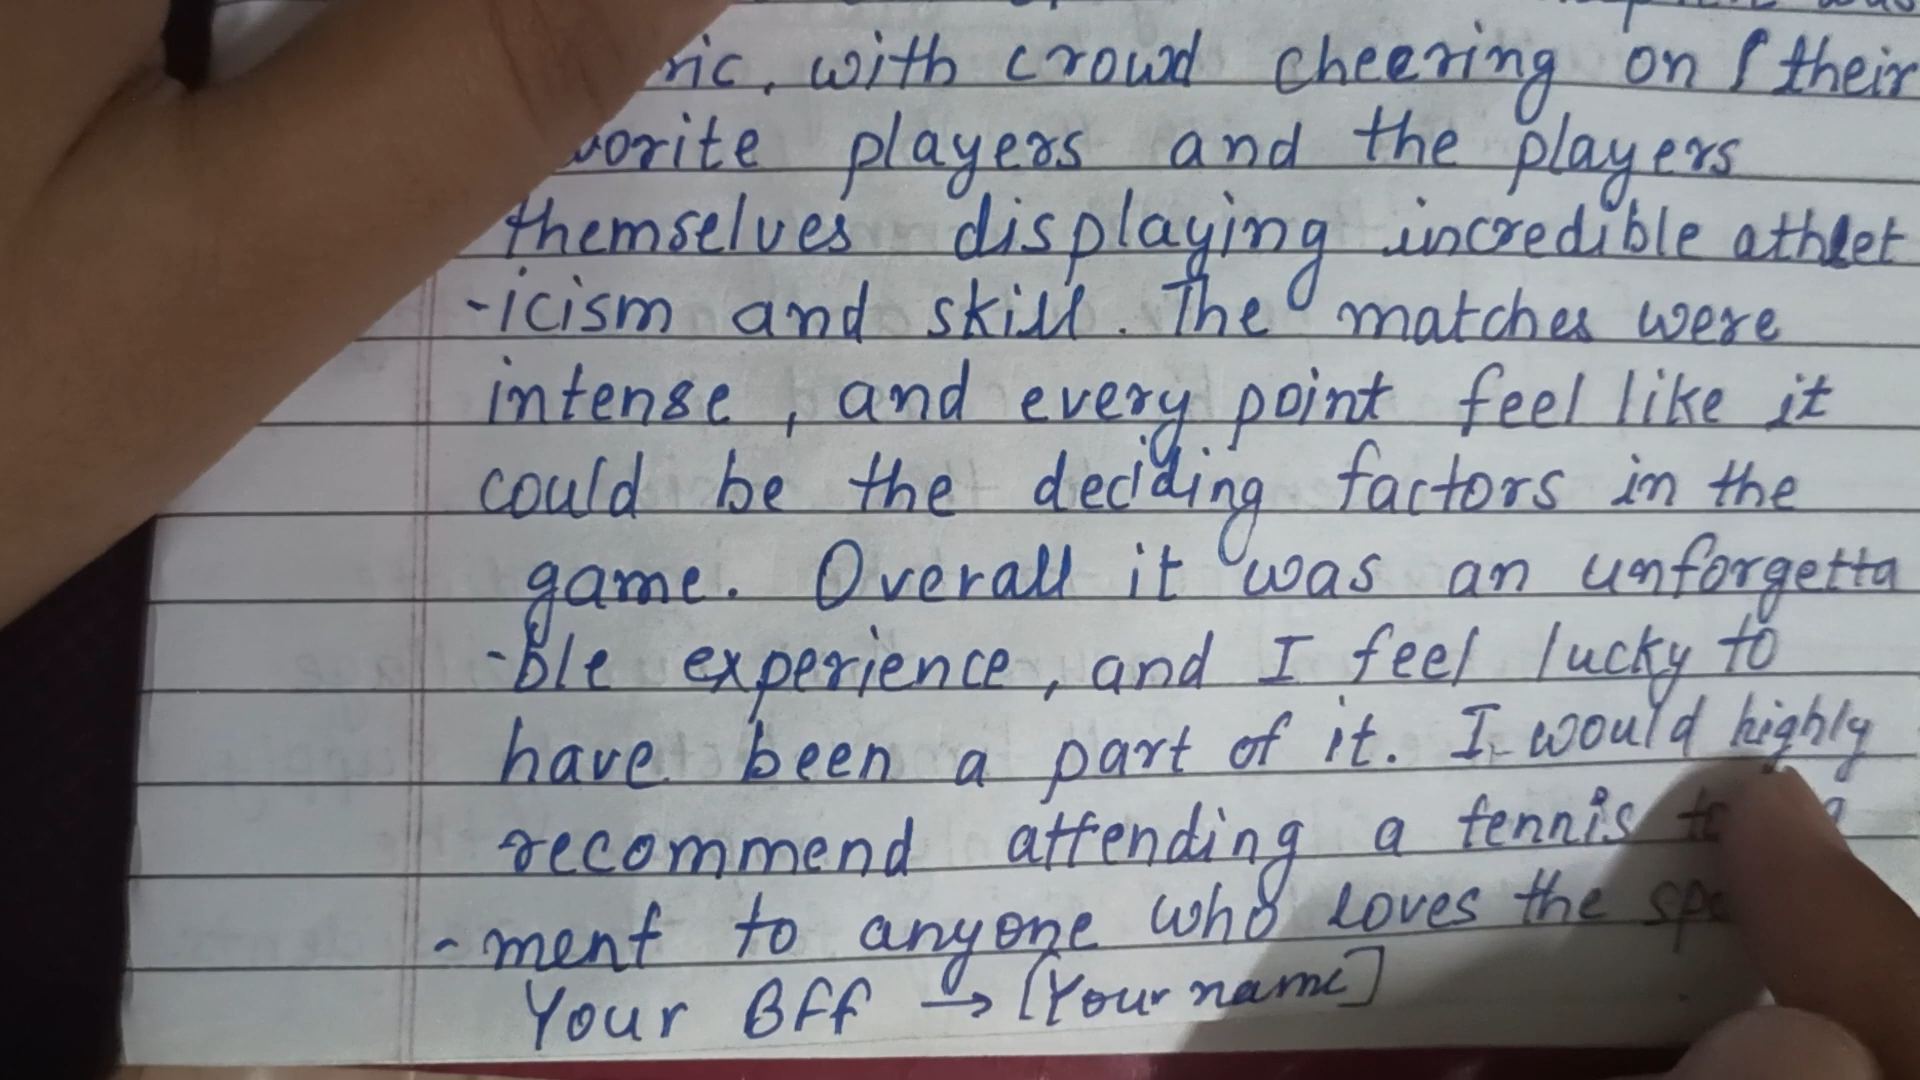 with crowd cheering on their
players and the players
themselves displaying incredible athlet
-icism and skill. The matches were
intense, and every point feel like it
could be the deciding factors in the
game. Overall it was an unforgetta
-ble experience, and I feel lucky to
have been a part of it. I would highly
recommend attending a tennis
-ment to anyone who loves the
Your Bff → [Your name]